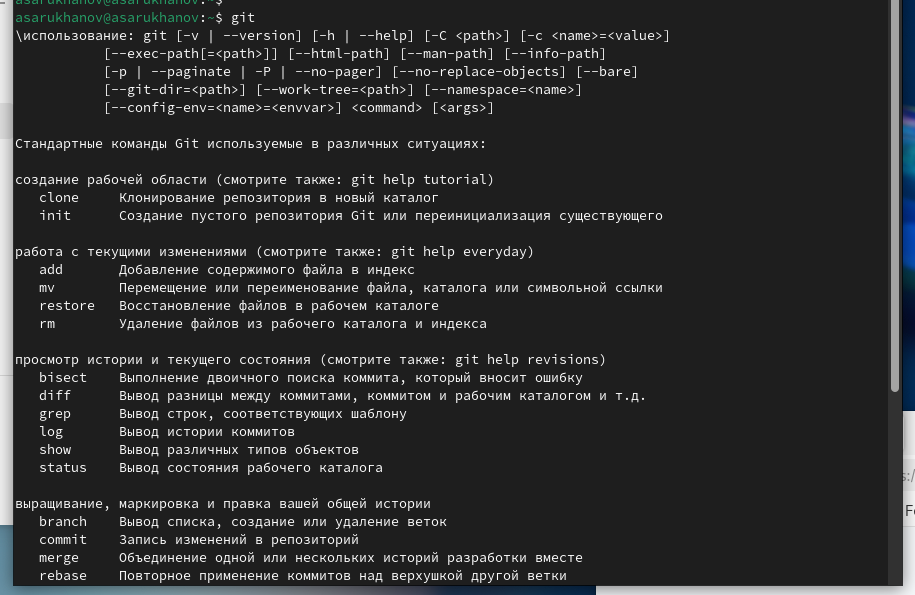 asarukhanov@asarukhanov:~$
asarukhanov@asarukhanov:~$ git
\использование: git [-v | --version] [-h | --help] [-C <path>] [-c <name>=<value>]
[--exec-path[=<path>]] [--html-path] [--man-path] [--info-path]
[-p | --paginate | -P | --no-pager] [--no-replace-objects] [--bare]
[--git-dir=<path>] [--work-tree=<path>] [--namespace=<name>]
[--config-env=<name>=<envvar>] <command> [<args>]
Стандартные команды Git используемые в различных ситуациях:
создание рабочей области (смотрите также: git help tutorial)
clone Клонирование репозитория в новый каталог
init Создание пустого репозитория Git или переинициализация существующего
работа с текущими изменениями (смотрите также: git help everyday)
add Добавление содержимого файла в индекс
mv Перемещение или переименование файла, каталога или символьной ссылки
restore Восстановление файлов в рабочем каталоге
rm Удаление файлов из рабочего каталога и индекса
просмотр истории и текущего состояния (смотрите также: git help revisions)
bisect Выполнение двоичного поиска коммита, который вносит ошибку
diff Вывод разницы между коммитами, коммитом и рабочим каталогом и т.д.
grep Вывод строк, соответствующих шаблону
log Вывод истории коммитов
show Вывод различных типов объектов
status Вывод состояния рабочего каталога
выращивание, маркировка и правка вашей общей истории
branch Вывод списка, создание или удаление веток
commit Запись изменений в репозиторий
merge Объединение одной или нескольких историй разработки вместе
rebase Повторное применение коммитов над верхушкой другой ветки